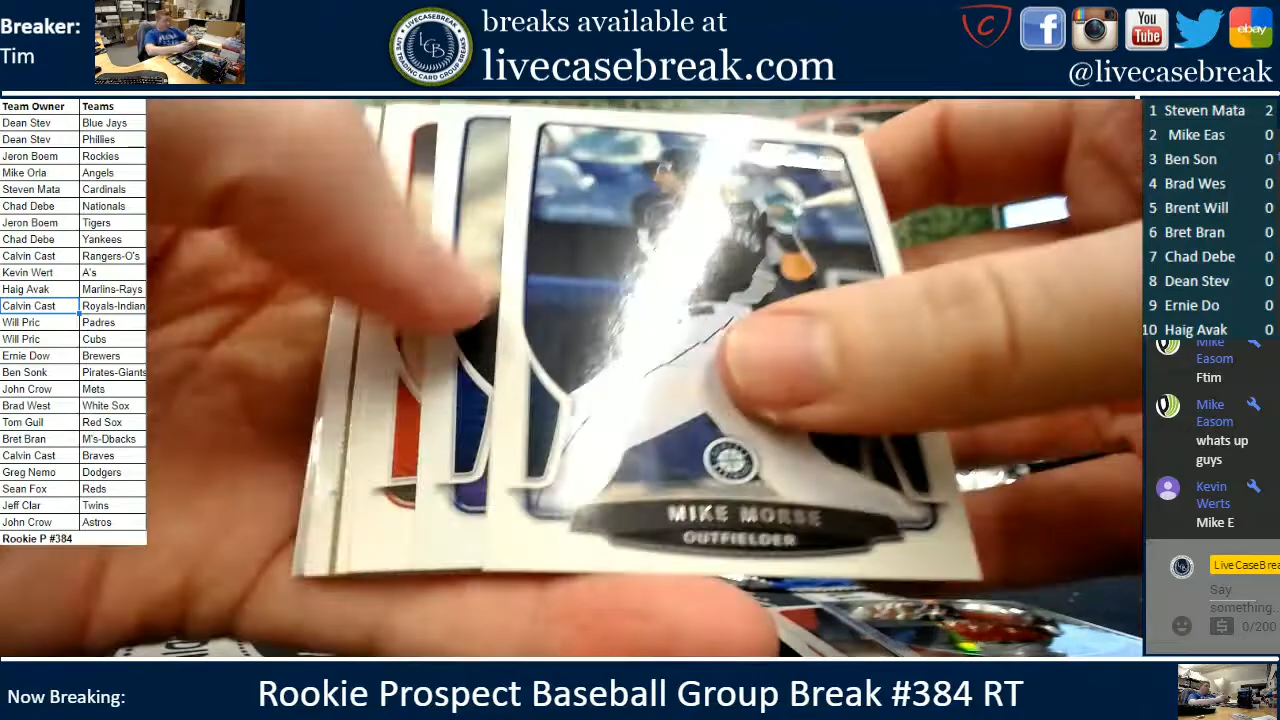 Breaker:
Tim
LCB
breaks available at
livecasebreak.com
You
Tube
ebay
@livecasebreak
Team Owner Teams
Dean Stev Blue Jays
Dean Stev Phillies
Jeron Boem Rockies
Mike Orla Angels
Steven Mata Cardinals
Chad Debe Nationals
Jeron Boem Tigers
Chad Debe Yankees
Calvin Cast Rangers-O's
Kevin Wert A's
Haig Avak Marlins-Rays
Calvin Cast Royals-Indian
Will Pric Padres
Will Pric Cubs
Ernie Dow Brewers
Ben Sonk Pirates-Giants
John Crow Mets
Brad West White Sox
Tom Guil Red Sox
Bret Bran M's-Dbacks
Calvin Cast Braves
Greg Nemo Dodgers
Sean Fox Reds
Jeff Clar Twins
John Crow Astros
Rookie P #384
MIKE MORSE
OUTFIELDER
1 Steven Mata 2
2 Mike Eas 0
3 Ben Son 0
4 Brad Wes 0
5 Brent Will 0
6 Bret Bran 0
7 Chad Debe 0
8 Dean Stev 0
9 Ernie Do 0
10 Haig Avak 0
Mike
Easom
Ftim
Mike
Easom
whats up
guys
Kevin
Werts
Mike E
LiveCaseBrea
Say
something...
0/200
Now Breaking:
Rookie Prospect Baseball Group Break #384 RT